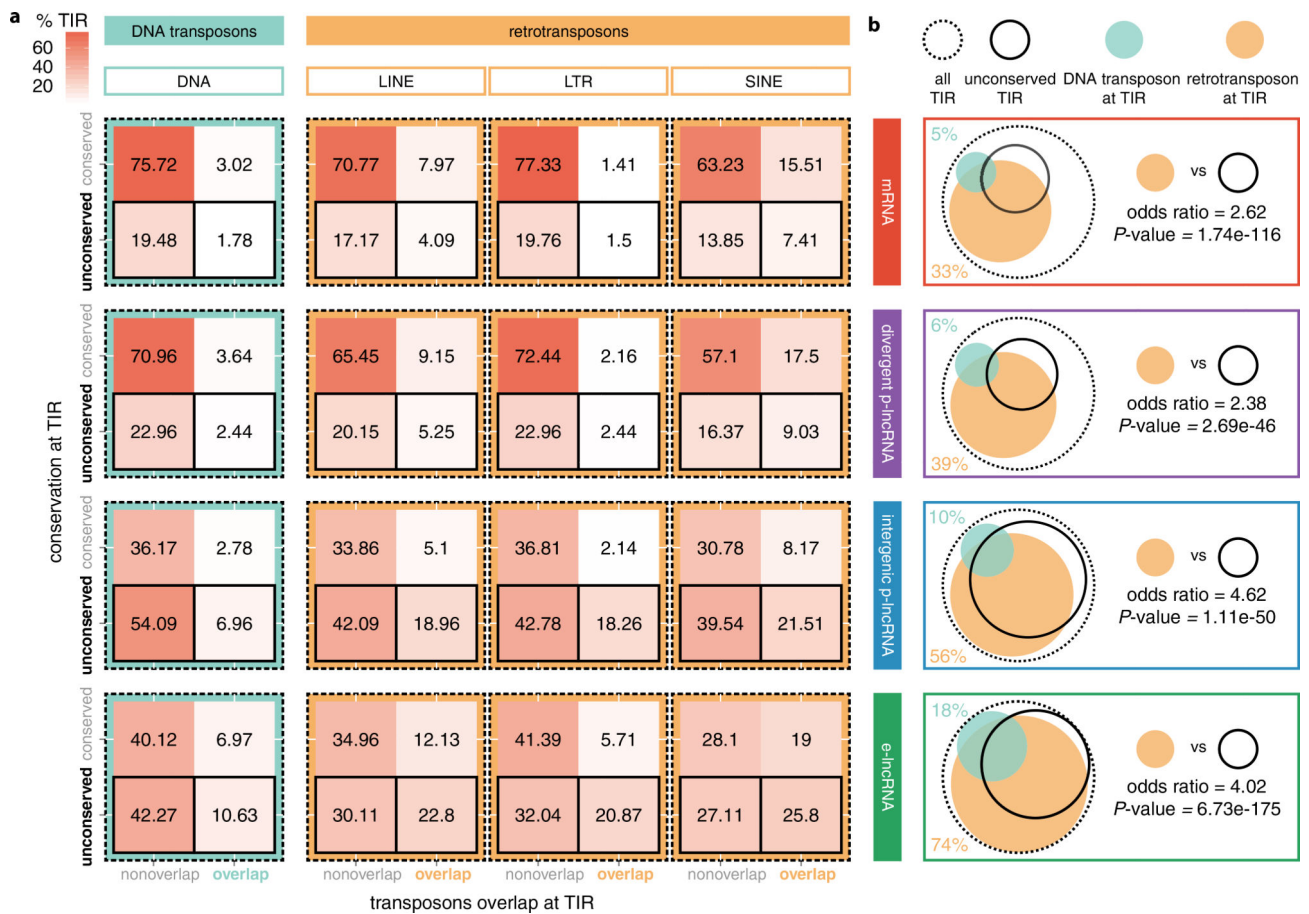 a
% TIR
60
40
20
DNA transposons
retrotransposons
DNA
LINE
LTR
SINE
conservation at TIR
conserved
unconserved
75.72 3.02 70.77 7.97 77.33 1.41 63.23 15.51
19.48 1.78 17.17 4.09 19.76 1.5 13.85 7.41
conserved
unconserved
70.96 3.64 65.45 9.15 72.44 2.16 57.1 17.5
22.96 2.44 20.15 5.25 22.96 2.44 16.37 9.03
conserved
unconserved
36.17 2.78 33.86 5.1 36.81 2.14 30.78 8.17
54.09 6.96 42.09 18.96 42.78 18.26 39.54 21.51
conserved
unconserved
40.12 6.97 34.96 12.13 41.39 5.71 28.1 19
42.27 10.63 30.11 22.8 32.04 20.87 27.11 25.8
nonoverlap overlap nonoverlap overlap nonoverlap overlap nonoverlap overlap
transposons overlap at TIR
b
all
TIR
unconserved
TIR
DNA transposon
at TIR
retrotransposon
at TIR
mRNA
5%
33%
vs
odds ratio = 2.62
P-value = 1.74e-116
divergent p-lncRNA
6%
39%
vs
odds ratio = 2.38
P-value = 2.69e-46
intergenic p-lncRNA
10%
56%
vs
odds ratio = 4.62
P-value = 1.11e-50
e-lncRNA
18%
74%
vs
odds ratio = 4.02
P-value = 6.73e-175